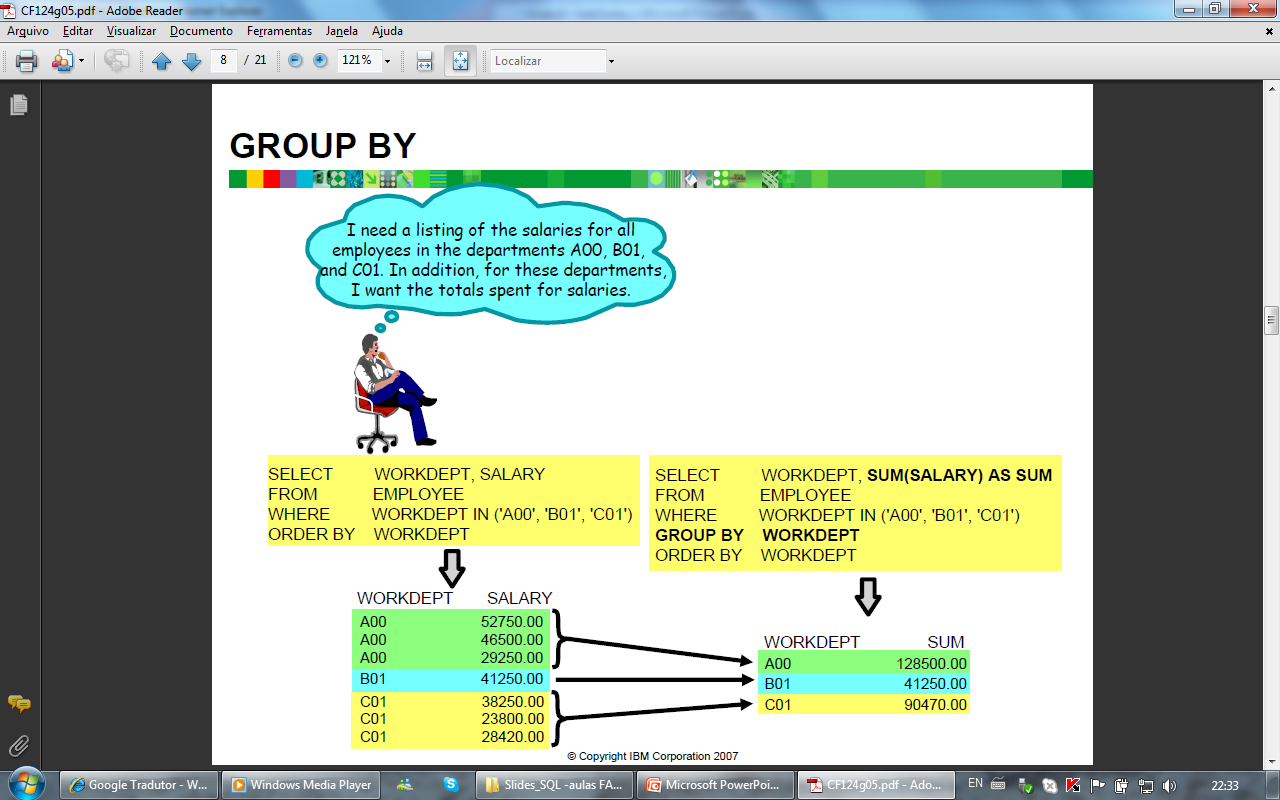 CF124g05.pdf - Adobe Reader
Arquivo Editar Visualizar Documento Ferramentas Janela Ajuda
8 / 21 121% Localizar
GROUP BY
I need a listing of the salaries for all
employees in the departments A00, B01,
and C01. In addition, for these departments,
I want the totals spent for salaries.
SELECT WORKDEPT, SALARY
FROM EMPLOYEE
WHERE WORKDEPT IN ('A00', 'B01', 'C01')
ORDER BY WORKDEPT
SELECT WORKDEPT, SUM(SALARY) AS SUM
FROM EMPLOYEE
WHERE WORKDEPT IN ('A00', 'B01', 'C01')
GROUP BY WORKDEPT
ORDER BY WORKDEPT
WORKDEPT SALARY
A00 52750.00
A00 46500.00
A00 29250.00
B01 41250.00
C01 38250.00
C01 23800.00
C01 28420.00
WORKDEPT SUM
A00 128500.00
B01 41250.00
C01 90470.00
© Copyright IBM Corporation 2007
Google Tradutor - W... Windows Media Player Slides_SQL -aulas FA... Microsoft PowerPoi... CF124g05.pdf - Ado... EN 22:33